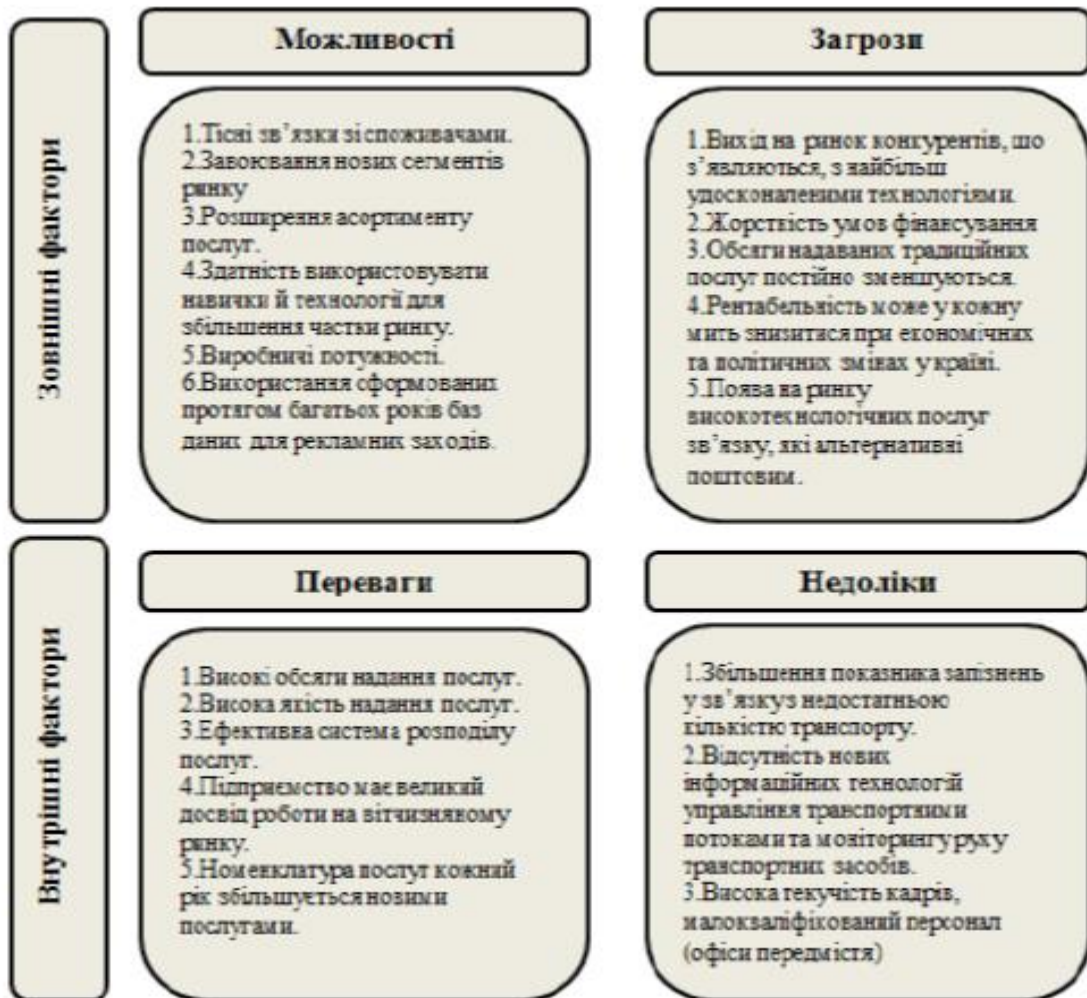 Зовнішні фактори
Можливості
1.Тісні зв’язки зі споживачами.
2.Завоювання нових сегментів
ринку
3.Розширення асортименту
послуг.
4.Здатність використовувати
навички й технології для
збільшення частки ринку.
5.Виробничі потужності.
6.Використання сформованих
протягом багатьох років баз
даних для рекламних заходів.
Загрози
1.Вихід на ринок конкурентів, що
з’являються, з найбільш
удосконаленими технологіями.
2.Жорсткість умов фінансування
3.Обсяги надаваних традиційних
послуг постійно зменшуються.
4.Рентабельність може у кожну
мить знизитися при економічних
та політичних змінах у країні.
5.Поява на ринку
високотехнологічних послуг
зв’язку, які альтернативні
поштовим.
Внутрішні фактори
Переваги
1.Високі обсяги надання послуг.
2.Висока якість надання послуг.
3.Ефективна система розподілу
послуг.
4.Підприємство має великий
досвід роботи на вітчизняному
ринку.
5.Номенклатура послуг кожний
рік збільшується новими
послугами.
Недоліки
1.Збільшення показника запізнень
у зв’язку з недостатньою
кількістю транспорту.
2.Відсутність нових
інформаційних технологій
управління транспортними
потоками та моніторингу руху
транспортних засобів.
3.Висока текучість кадрів,
малокваліфікований персонал
(офіси передмістя)